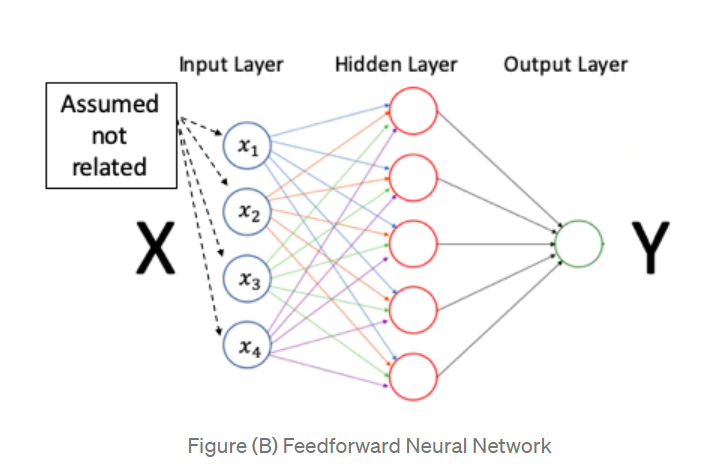 Input Layer
Hidden Layer
Output Layer
Assumed
not
related
x₁
x₂
x₃
x₄
X
Y
Figure (B) Feedforward Neural Network